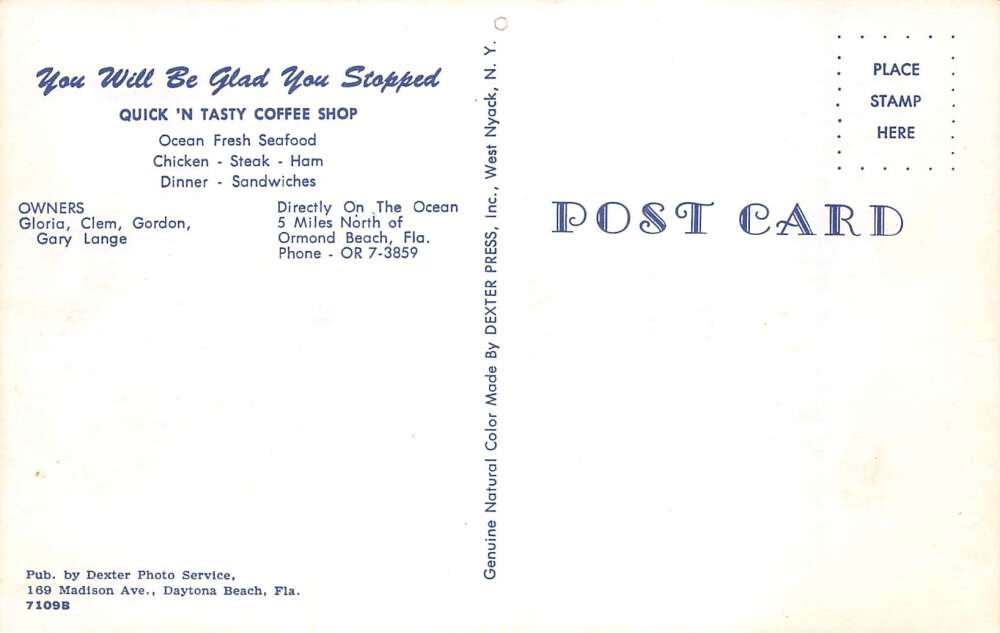 You Will Be Glad You Stopped
QUICK 'N TASTY COFFEE SHOP
Ocean Fresh Seafood
Chicken - Steak - Ham
Dinner - Sandwiches
OWNERS
Gloria, Clem, Gordon,
Gary Lange
Directly On The Ocean
5 Miles North of
Ormond Beach, Fla.
Phone - OR 7-3859
Pub. by Dexter Photo Service,
169 Madison Ave., Daytona Beach, Fla.
7109B
Genuine Natural Color Made By DEXTER PRESS, Inc., West Nyack, N. Y.
PLACE
STAMP
HERE
POST CARD